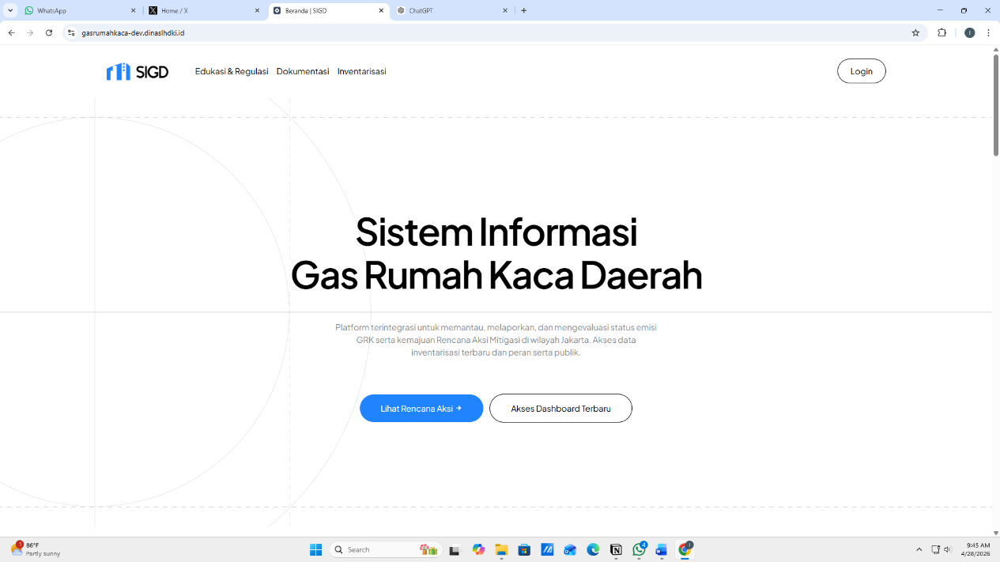 WhatsApp
Home / X
Beranda | SIGD
ChatGPT
gasrumahkaca-dev.dinaslhdki.id
I
SIGD
Edukasi & Regulasi
Dokumentasi
Inventarisasi
Login
Sistem Informasi
Gas Rumah Kaca Daerah
Platform terintegrasi untuk memantau, melaporkan, dan mengevaluasi status emisi
GRK serta kemajuan Rencana Aksi Mitigasi di wilayah Jakarta. Akses data
inventarisasi terbaru dan peran serta publik.
Lihat Rencana Aksi →
Akses Dashboard Terbaru
1
86°F
Partly sunny
Search
4
I
9:45 AM
4/28/2026